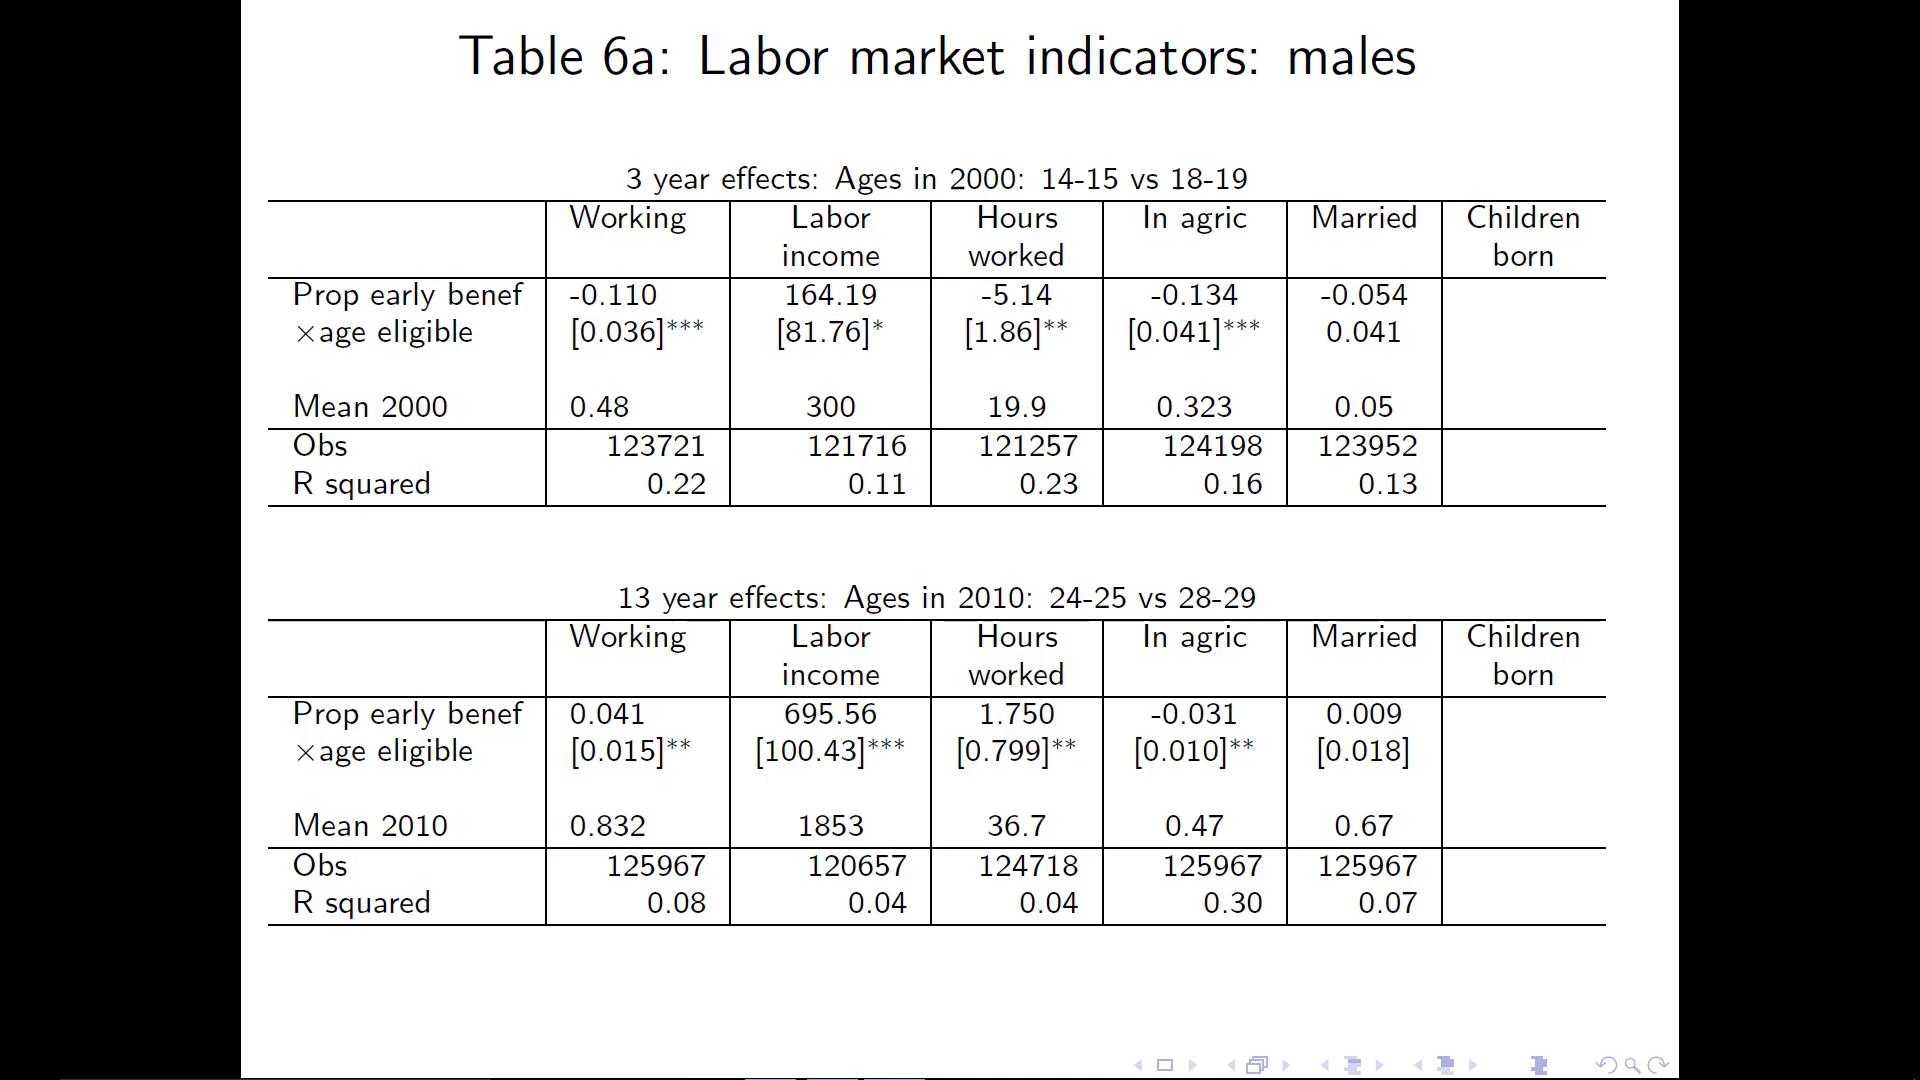 Table 6a: Labor market indicators: males
3 year effects: Ages in 2000: 14-15 vs 18-19
Working Labor Hours In agric Married Children
income worked born
Prop early benef -0.110 164.19 -5.14 -0.134 -0.054
×age eligible [0.036]*** [81.76]* [1.86]** [0.041]*** 0.041
Mean 2000 0.48 300 19.9 0.323 0.05
Obs 123721 121716 121257 124198 123952
R squared 0.22 0.11 0.23 0.16 0.13
13 year effects: Ages in 2010: 24-25 vs 28-29
Working Labor Hours In agric Married Children
income worked born
Prop early benef 0.041 695.56 1.750 -0.031 0.009
×age eligible [0.015]** [100.43]*** [0.799]** [0.010]** [0.018]
Mean 2010 0.832 1853 36.7 0.47 0.67
Obs 125967 120657 124718 125967 125967
R squared 0.08 0.04 0.04 0.30 0.07